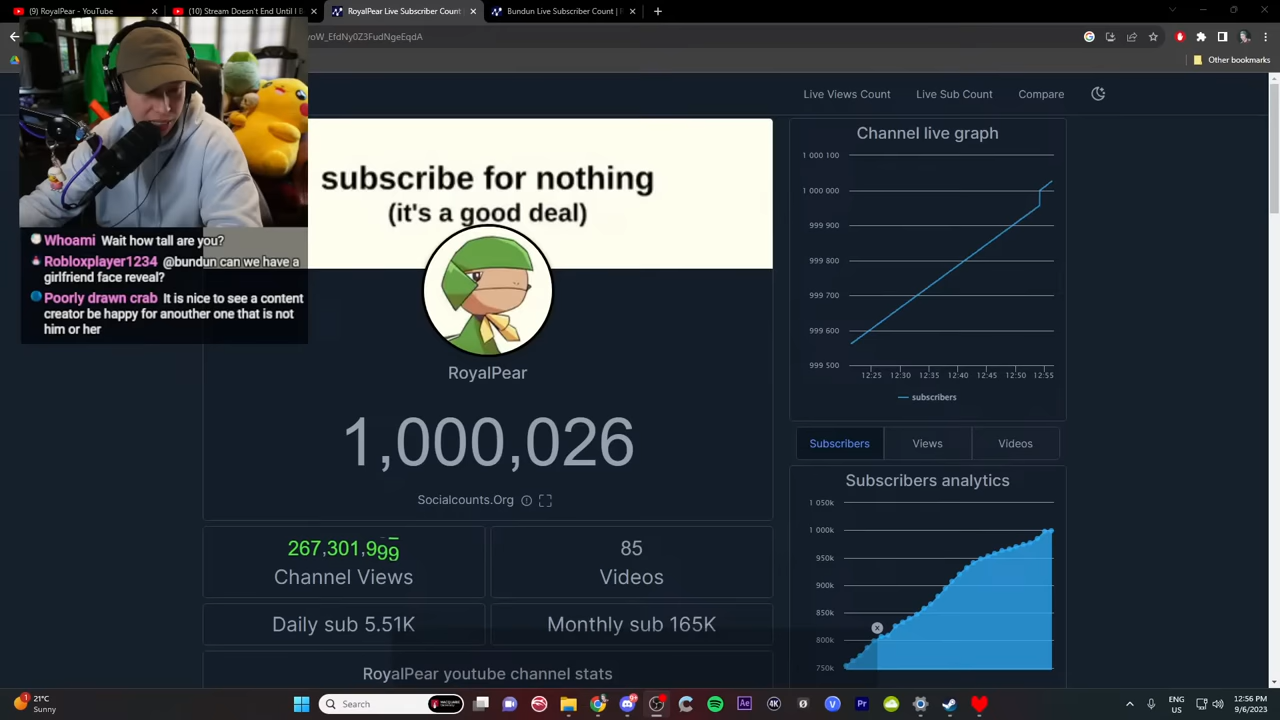 (9) RoyalPear - YouTube
(10) Stream Doesn't End Until I B
RoyalPear Live Subscriber Count
Bundun Live Subscriber Count | R
voW_EfdNy0Z3FudNgeEqdA
Other bookmarks
Live Views Count
Live Sub Count
Compare
subscribe for nothing
(it's a good deal)
Whoami Wait how tall are you?
Robloxplayer1234 @bundun can we have a
girlfriend face reveal?
Poorly drawn crab It is nice to see a content
creator be happy for anouther one that is not
him or her
RoyalPear
1,000,026
Socialcounts.Org
267,301,999
Channel Views
85
Videos
Daily sub 5.51K
Monthly sub 165K
RoyalPear youtube channel stats
Channel live graph
1 000 100
1 000 000
999 900
999 800
999 700
999 600
999 500
12:25 12:30 12:35 12:40 12:45 12:50 12:55
subscribers
Subscribers
Views
Videos
Subscribers analytics
1 050k
1 000k
950k
900k
850k
800k
750k
21°C
Sunny
Search
ENG
US
12:56 PM
5/6/2023